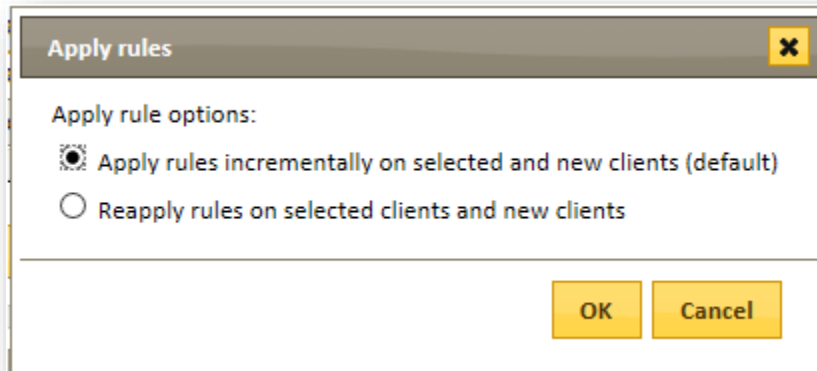 Apply rules
Apply rule options:
Apply rules incrementally on selected and new clients (default)
Reapply rules on selected clients and new clients
OK Cancel